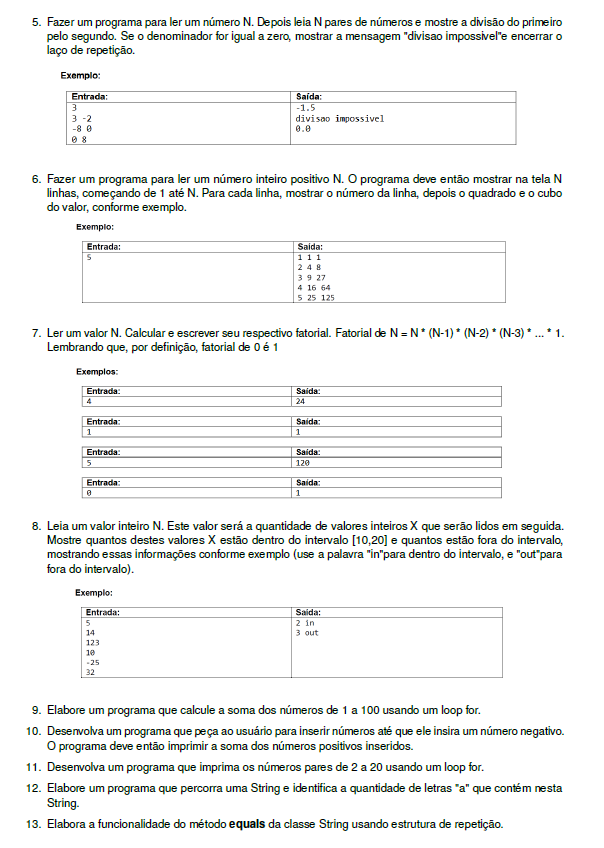 5. Fazer um programa para ler um número N. Depois leia N pares de números e mostre a divisão do primeiro
pelo segundo. Se o denominador for igual a zero, mostrar a mensagem "divisao impossivel"e encerrar o
laço de repetição.
Exemplo:
Entrada: Saída:
3 -1.5
3 -2 divisao impossivel
-8 0 0.0
0 8
6. Fazer um programa para ler um número inteiro positivo N. O programa deve então mostrar na tela N
linhas, começando de 1 até N. Para cada linha, mostrar o número da linha, depois o quadrado e o cubo
do valor, conforme exemplo.
Exemplo:
Entrada: Saída:
5 1 1 1
2 4 8
3 9 27
4 16 64
5 25 125
7. Ler um valor N. Calcular e escrever seu respectivo fatorial. Fatorial de N = N * (N-1) * (N-2) * (N-3) * ... * 1.
Lembrando que, por definição, fatorial de 0 é 1
Exemplos:
Entrada: Saída:
4 24
Entrada: Saída:
1 1
Entrada: Saída:
5 120
Entrada: Saída:
0 1
8. Leia um valor inteiro N. Este valor será a quantidade de valores inteiros X que serão lidos em seguida.
Mostre quantos destes valores X estão dentro do intervalo [10,20] e quantos estão fora do intervalo,
mostrando essas informações conforme exemplo (use a palavra "in"para dentro do intervalo, e "out"para
fora do intervalo).
Exemplo:
Entrada: Saída:
5 2 in
14 3 out
123
10
-25
32
9. Elabore um programa que calcule a soma dos números de 1 a 100 usando um loop for.
10. Desenvolva um programa que peça ao usuário para inserir números até que ele insira um número negativo.
O programa deve então imprimir a soma dos números positivos inseridos.
11. Desenvolva um programa que imprima os números pares de 2 a 20 usando um loop for.
12. Elabore um programa que percorra uma String e identifica a quantidade de letras "a" que contém nesta
String.
13. Elabora a funcionalidade do método equals da classe String usando estrutura de repetição.